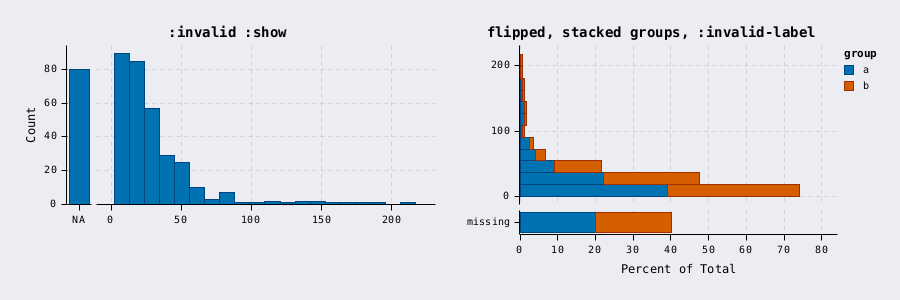 :invalid :show
Count
80
60
40
20
0
NA 0 50 100 150 200
flipped, stacked groups, :invalid-label
200
100
0
missing
0 10 20 30 40 50 60 70 80
Percent of Total
group
a
b